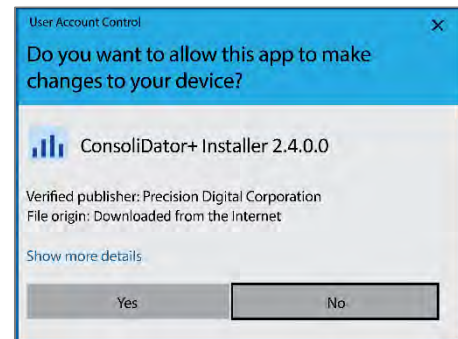 User Account Control
Do you want to allow this app to make
changes to your device?
ConsoliDator+ Installer 2.4.0.0
Verified publisher: Precision Digital Corporation
File origin: Downloaded from the Internet
Show more details
Yes
No